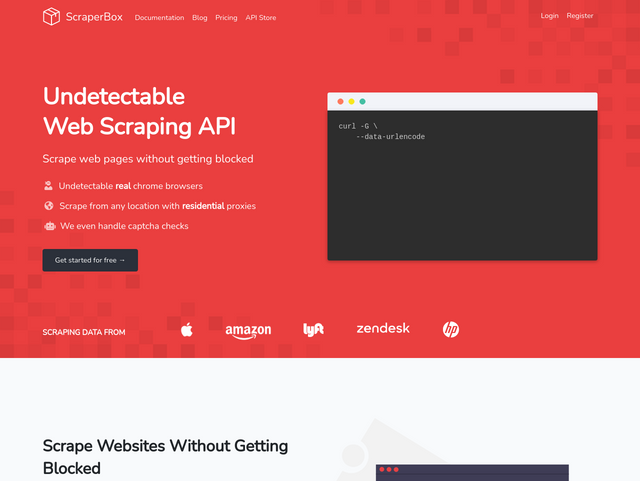 ScraperBox
Documentation Blog Pricing API Store
Login Register
Undetectable
Web Scraping API
Scrape web pages without getting blocked
Undetectable real chrome browsers
Scrape from any location with residential proxies
We even handle captcha checks
Get started for free →
curl -G \
--data-urlencode
SCRAPING DATA FROM
amazon
lyft
zendesk
hp
Scrape Websites Without Getting
Blocked